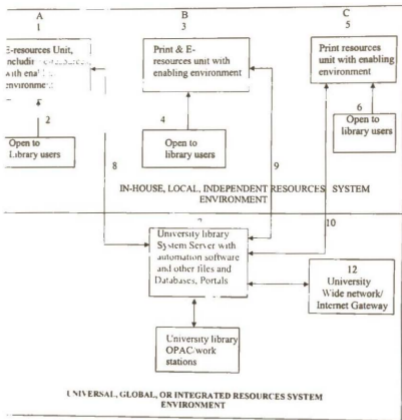 A B C
1 3 5
E-resources Unit,
with
environment
Print & E-
resources unit with
enabling environment
Print resources
unit with enabling
environment
2
Open to
Library users
4
Open to
library users
6
Open to
library users
8 9
IN-HOUSE, LOCAL, INDEPENDENT RESOURCES SYSTEM
ENVIRONMENT
10
University library
System Server with
automation software
and other files and
Databases, Portals
12
University
Wide network/
Internet Gateway
University library
OPAC/work
stations
UNIVERSAL, GLOBAL, OR INTEGRATED RESOURCES SYSTEM
ENVIRONMENT